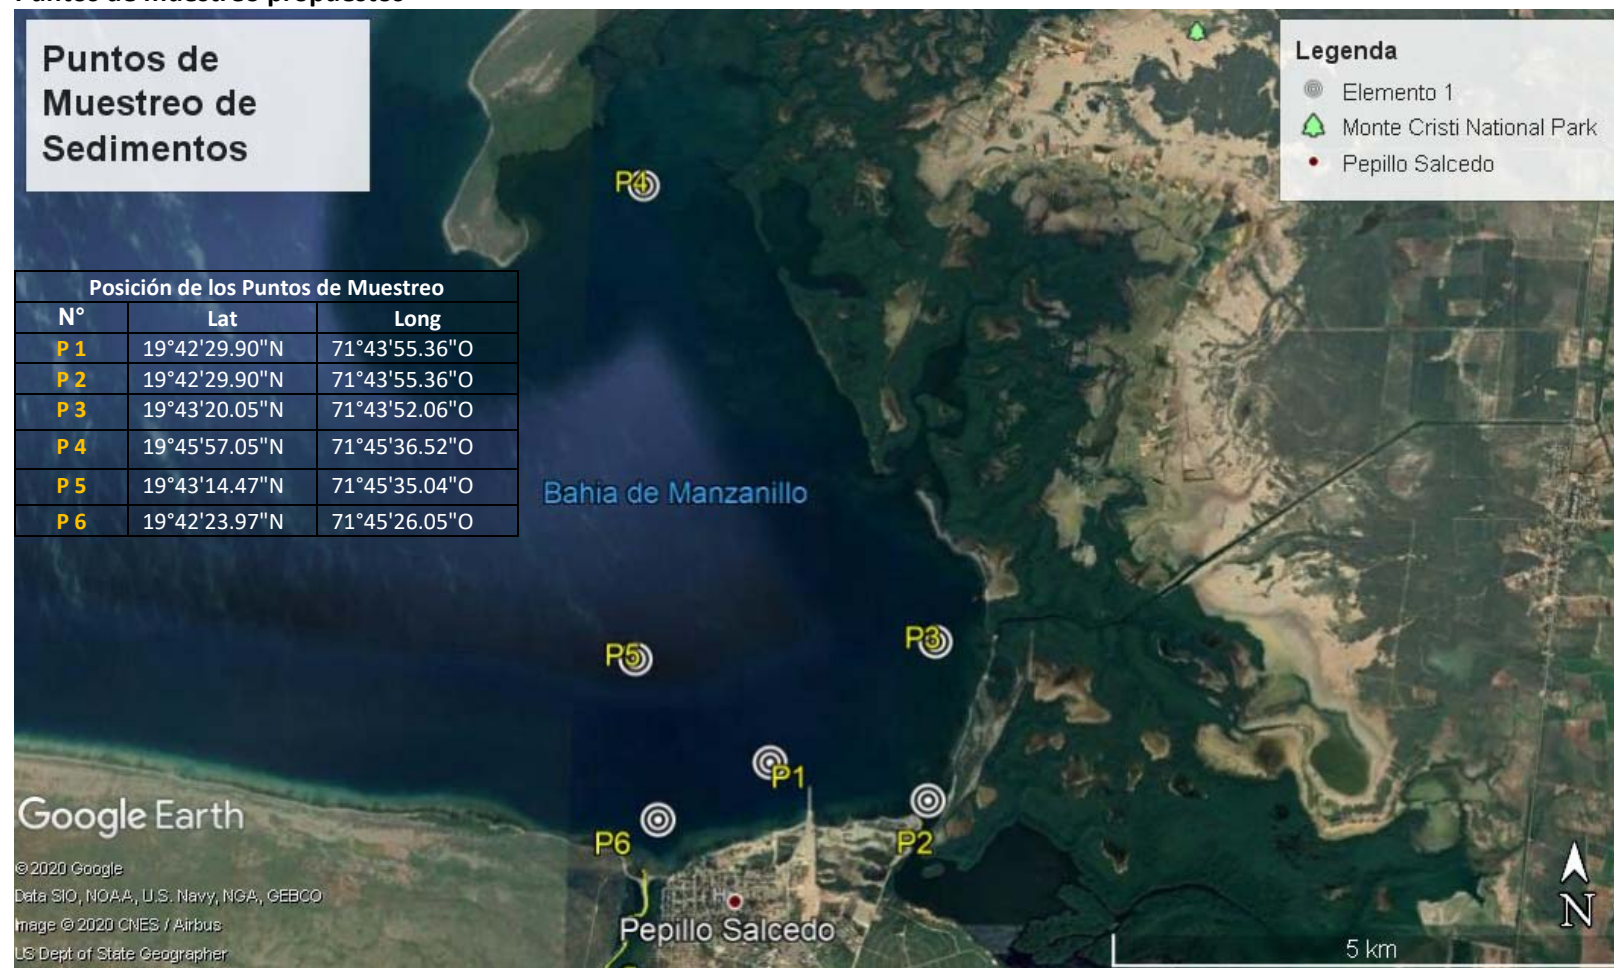 Puntos de muestreo propuestos
Puntos de
Muestreo de
Sedimentos
Legenda
Elemento 1
Monte Cristi National Park
Pepillo Salcedo
P4
Posición de los Puntos de Muestreo
N° Lat Long
P 1 19°42'29.90"N 71°43'55.36"O
P 2 19°42'29.90"N 71°43'55.36"O
P 3 19°43'20.05"N 71°43'52.06"O
P 4 19°45'57.05"N 71°45'36.52"O
P 5 19°43'14.47"N 71°45'35.04"O
P 6 19°42'23.97"N 71°45'26.05"O
Bahia de Manzanillo
P3
P5
P1
P6
P2
Google Earth
© 2020 Google
Data SIO, NOAA, U.S. Navy, NGA, GEBCO
Image © 2020 CNES / Airbus
US Dept of State Geographer
Pepillo Salcedo
5 km
N